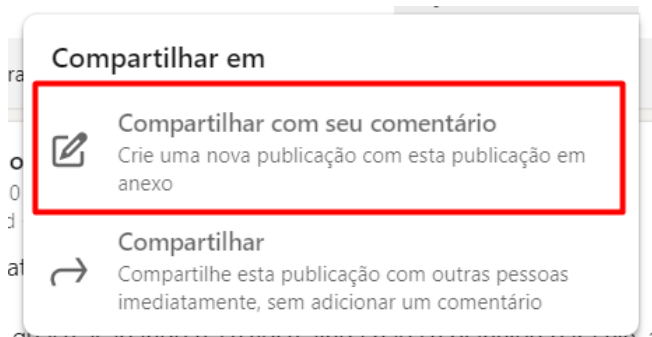 Compartilhar em
ra
Compartilhar com seu comentário
Crie uma nova publicação com esta publicação em
anexo
Compartilhar
Compartilhe esta publicação com outras pessoas
imediatamente, sem adicionar um comentário